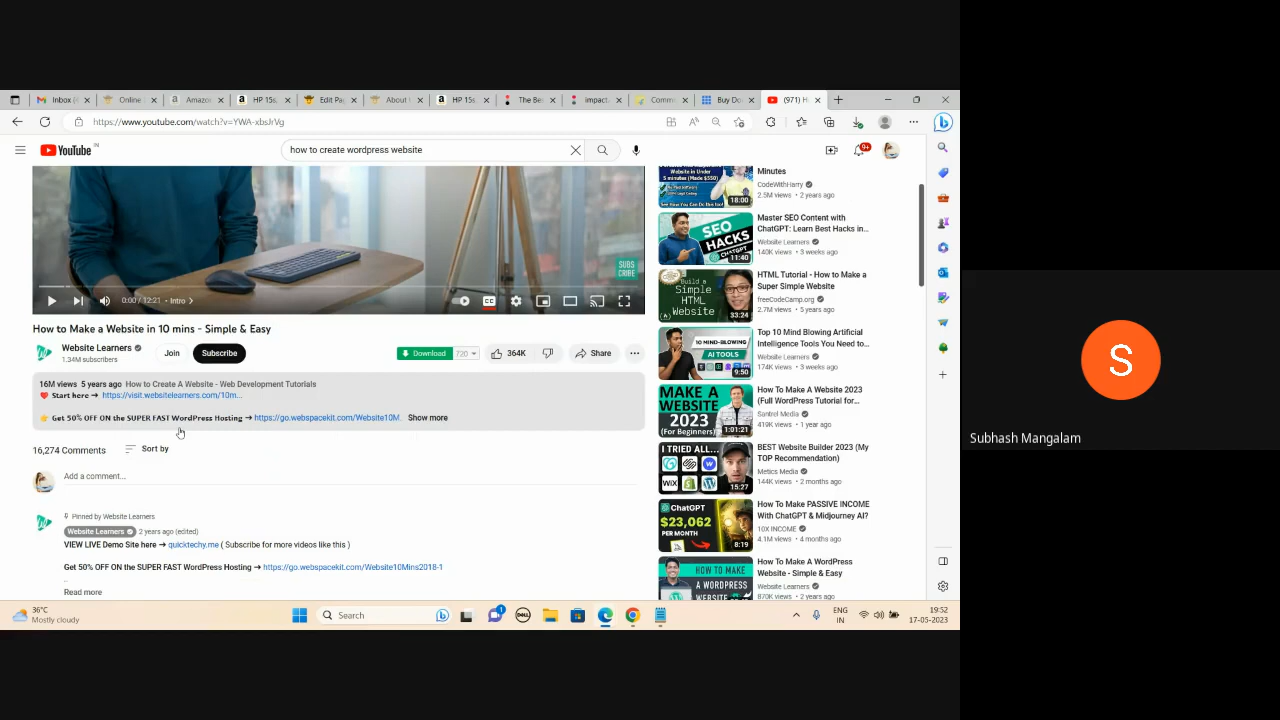 Inbox (
Online
Amazon
HP 15s,
Edit Pa
About
HP 15s,
The Be
impact.
Comm
Buy Do
(971) H
https://www.youtube.com/watch?v=YWA-xbsJrVg
YouTube IN
how to create wordpress website
9+
SUBS
CRIBE
0:00 / 12:21 • Intro >
How to Make a Website in 10 mins - Simple & Easy
Website Learners
1.34M subscribers
Join
Subscribe
Download
720
364K
Share
16M views 5 years ago How to Create A Website - Web Development Tutorials
Start here → https://visit.websitelearners.com/10m...
Get 50% OFF ON the SUPER FAST WordPress Hosting → https://go.webspacekit.com/Website10M... Show more
16,274 Comments
Sort by
Add a comment...
Pinned by Website Learners
Website Learners 2 years ago (edited)
VIEW LIVE Demo Site here → quicktechy.me ( Subscribe for more videos like this )
Get 50% OFF ON the SUPER FAST WordPress Hosting → https://go.webspacekit.com/Website10Mins2018-1
..
Read more
Website in Under
5 minutes (Made $350)
18:00
Minutes
CodeWithHarry
2.5M views • 2 years ago
SEO
HACKS
CHATGPT
11:40
Master SEO Content with
ChatGPT: Learn Best Hacks in...
Website Learners
140K views • 3 weeks ago
Build a
Simple
HTML
Website
33:24
HTML Tutorial - How to Make a
Super Simple Website
freeCodeCamp.org
2.7M views • 5 years ago
10 MIND-BLOWING
AI TOOLS
9:50
Top 10 Mind Blowing Artificial
Intelligence Tools You Need to...
Website Learners
174K views • 3 weeks ago
MAKE A
WEBSITE
2023
(For Beginners)
1:01:21
How To Make A Website 2023
(Full WordPress Tutorial for...
Santrel Media
419K views • 1 year ago
I TRIED ALL...
WIX
15:27
BEST Website Builder 2023 (My
TOP Recommendation)
Metics Media
144K views • 2 months ago
ChatGPT
$23,062
PER MONTH
8:19
How To Make PASSIVE INCOME
With ChatGPT & Midjourney AI?
10X INCOME
4.1M views • 4 months ago
HOW TO MAKE
A WORDPRESS
WEBSITE
How To Make A WordPress
Website - Simple & Easy
Website Learners
870K views • 2 years ago
36°C
Mostly cloudy
Search
1
DELL
ENG
IN
19:52
17-05-2023
S
Subhash Mangalam